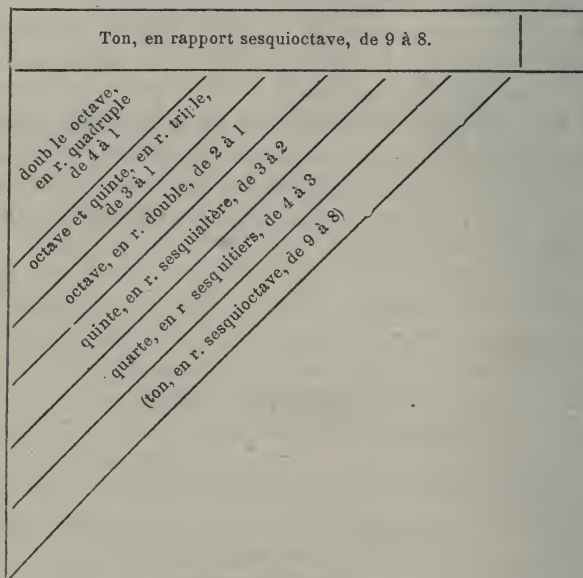 Ton, en rapport sesquioctave, de 9 à 8.
double octave,
en r. quadruple
de 4 à 1
octave et quinte, en r. triple,
de 3 à 1
octave, en r. double, de 2 à 1
quinte, en r. sesquialtère, de 3 à 2
quarte, en r sesquitiers, de 4 à 3
(ton, en r. sesquioctave, de 9 à 8)